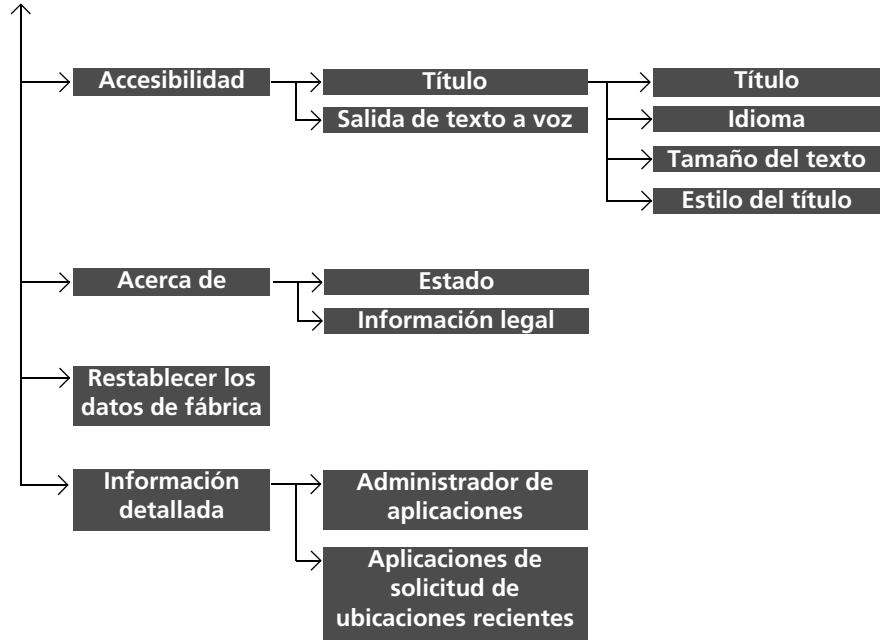 Accesibilidad
Título
Título
Salida de texto a voz
Idioma
Tamaño del texto
Estilo del título
Acerca de
Estado
Información legal
Restablecer los
datos de fábrica
Información
detallada
Administrador de
aplicaciones
Aplicaciones de
solicitud de
ubicaciones recientes